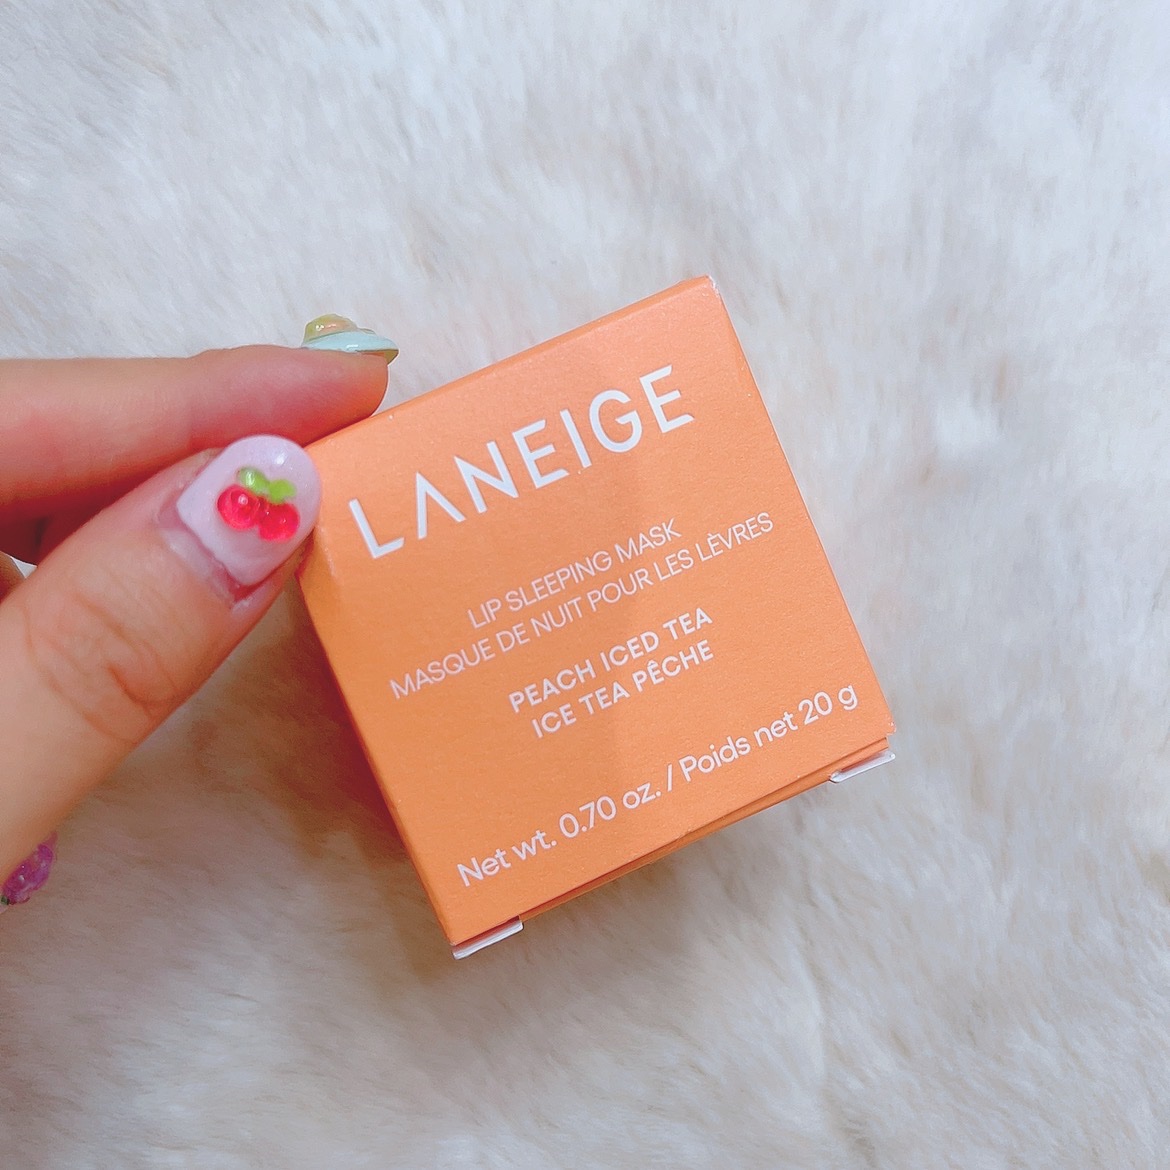 LANEIGE
LIP SLEEPING MASK
MASQUE DE NUIT POUR LES LÈVRES
PEACH ICED TEA
ICE TEA PÊCHE
Net wt. 0.70 oz. / Poids net 20 g